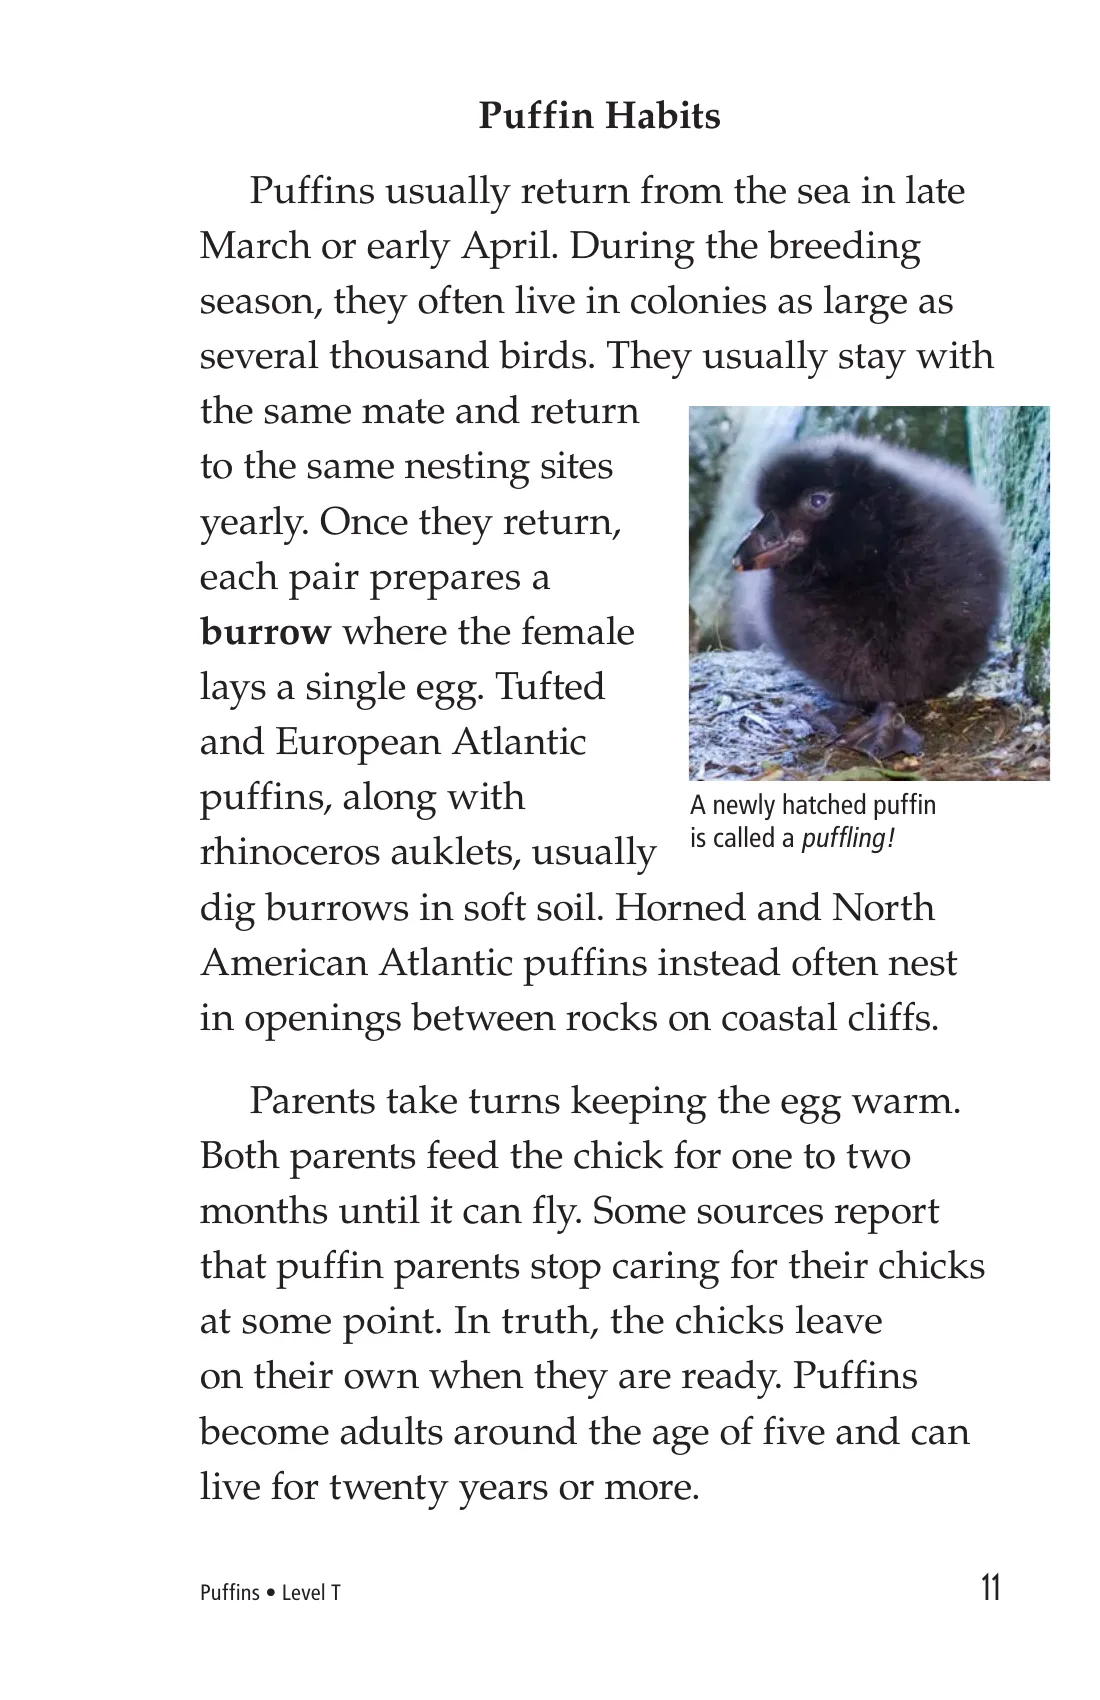 Puffin Habits
Puffins usually return from the sea in late
March or early April. During the breeding
season, they often live in colonies as large as
several thousand birds. They usually stay with
the same mate and return
to the same nesting sites
yearly. Once they return,
each pair prepares a
burrow where the female
lays a single egg. Tufted
and European Atlantic
puffins, along with
rhinoceros auklets, usually
dig burrows in soft soil. Horned and North
American Atlantic puffins instead often nest
in openings between rocks on coastal cliffs.
A newly hatched puffin
is called a puffling!
Parents take turns keeping the egg warm.
Both parents feed the chick for one to two
months until it can fly. Some sources report
that puffin parents stop caring for their chicks
at some point. In truth, the chicks leave
on their own when they are ready. Puffins
become adults around the age of five and can
live for twenty years or more.
Puffins • Level T
11